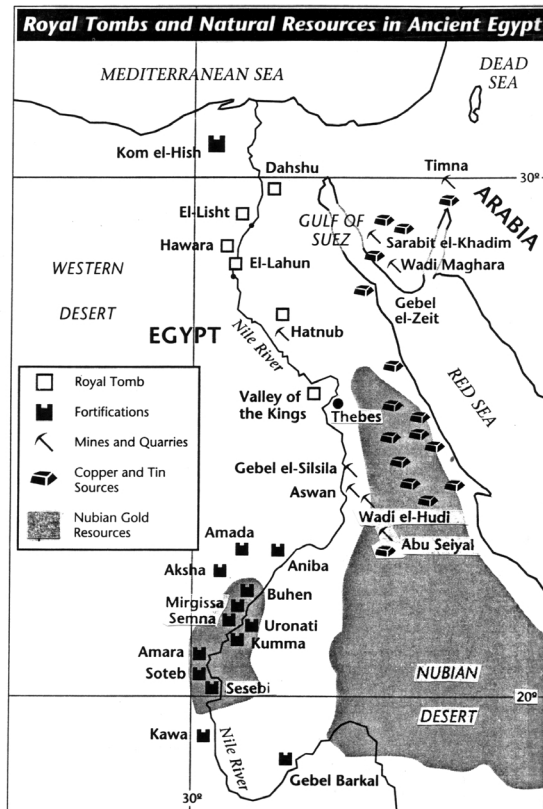 Royal Tombs and Natural Resources in Ancient Egypt
MEDITERRANEAN SEA
DEAD
SEA
Kom el-Hish
Dahshu
Timna
30º
ARABIA
El-Lisht
GULF OF
SUEZ
Sarabit el-Khadim
Hawara
El-Lahun
Wadi Maghara
WESTERN
DESERT
Gebel
el-Zeit
EGYPT
Nile River
Hatnub
RED SEA
Royal Tomb
Fortifications
Mines and Quarries
Copper and Tin
Sources
Nubian Gold
Resources
Valley of
the Kings
Thebes
Gebel el-Silsila
Aswan
Wadi el-Hudi
Abu Seiyal
Amada
Aniba
Aksha
Buhen
Mirgissa
Semna
Uronati
Kumma
Amara
Soteb
Sesebi
NUBIAN
DESERT
20º
Kawa
Nile River
Gebel Barkal
30º